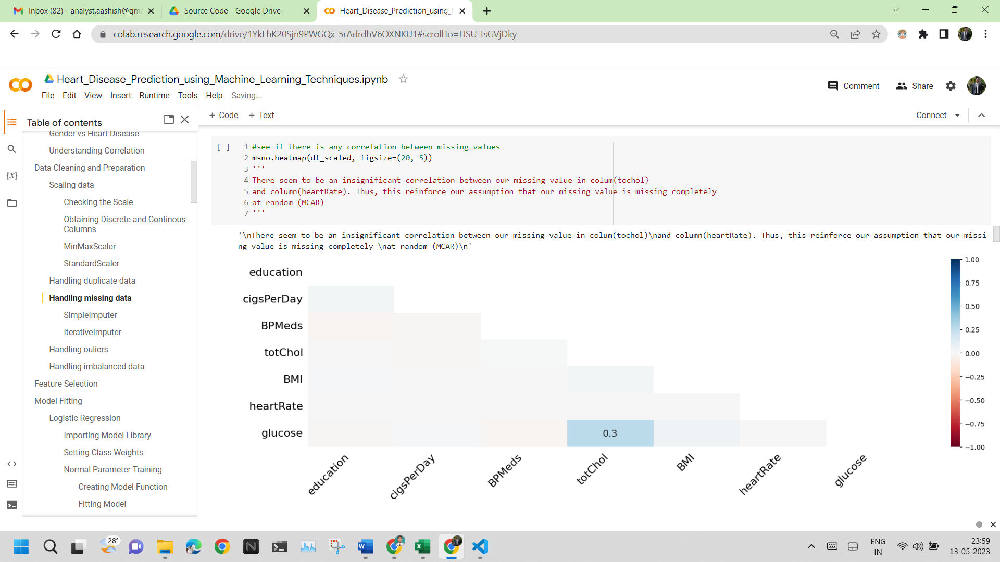 Inbox (82) - analyst.aashish@gm
Source Code - Google Drive
Heart_Disease_Prediction_using_
colab.research.google.com/drive/1YkLhK20Sjn9PWGQx_5rAdrdhV6OXNKU1#scrollTo=HSU_tsGVjDky
Heart_Disease_Prediction_using_Machine_Learning_Techniques.ipynb
File Edit View Insert Runtime Tools Help Saving...
Comment
Share
Table of contents
+ Code + Text
Connect
Gender vs Heart Disease
Understanding Correlation
Data Cleaning and Preparation
Scaling data
Checking the Scale
Obtaining Discrete and Continous
Columns
MinMaxScaler
StandardScaler
Handling duplicate data
Handling missing data
SimpleImputer
IterativeImputer
Handling ouliers
Handling imbalanced data
Feature Selection
Model Fitting
Logistic Regression
Importing Model Library
Setting Class Weights
Normal Parameter Training
Creating Model Function
Fitting Model
{x}
[ ]
1 #see if there is any correlation between missing values
2 msno.heatmap(df_scaled, figsize=(20, 5))
3 '''
4 There seem to be an insignificant correlation between our missing value in colum(tochol)
5 and column(heartRate). Thus, this reinforce our assumption that our missing value is missing completely
6 at random (MCAR)
7 '''
'\nThere seem to be an insignificant correlation between our missing value in colum(tochol)\nand column(heartRate). Thus, this reinforce our assumption that our missi
ng value is missing completely \nat random (MCAR)\n'
education
cigsPerDay
BPMeds
totChol
BMI
heartRate
glucose
0.3
education
cigsPerDay
BPMeds
totChol
BMI
heartRate
glucose
1.00
0.75
0.50
0.25
0.00
−0.25
−0.50
−0.75
−1.00
28°
ENG
IN
23:59
13-05-2023